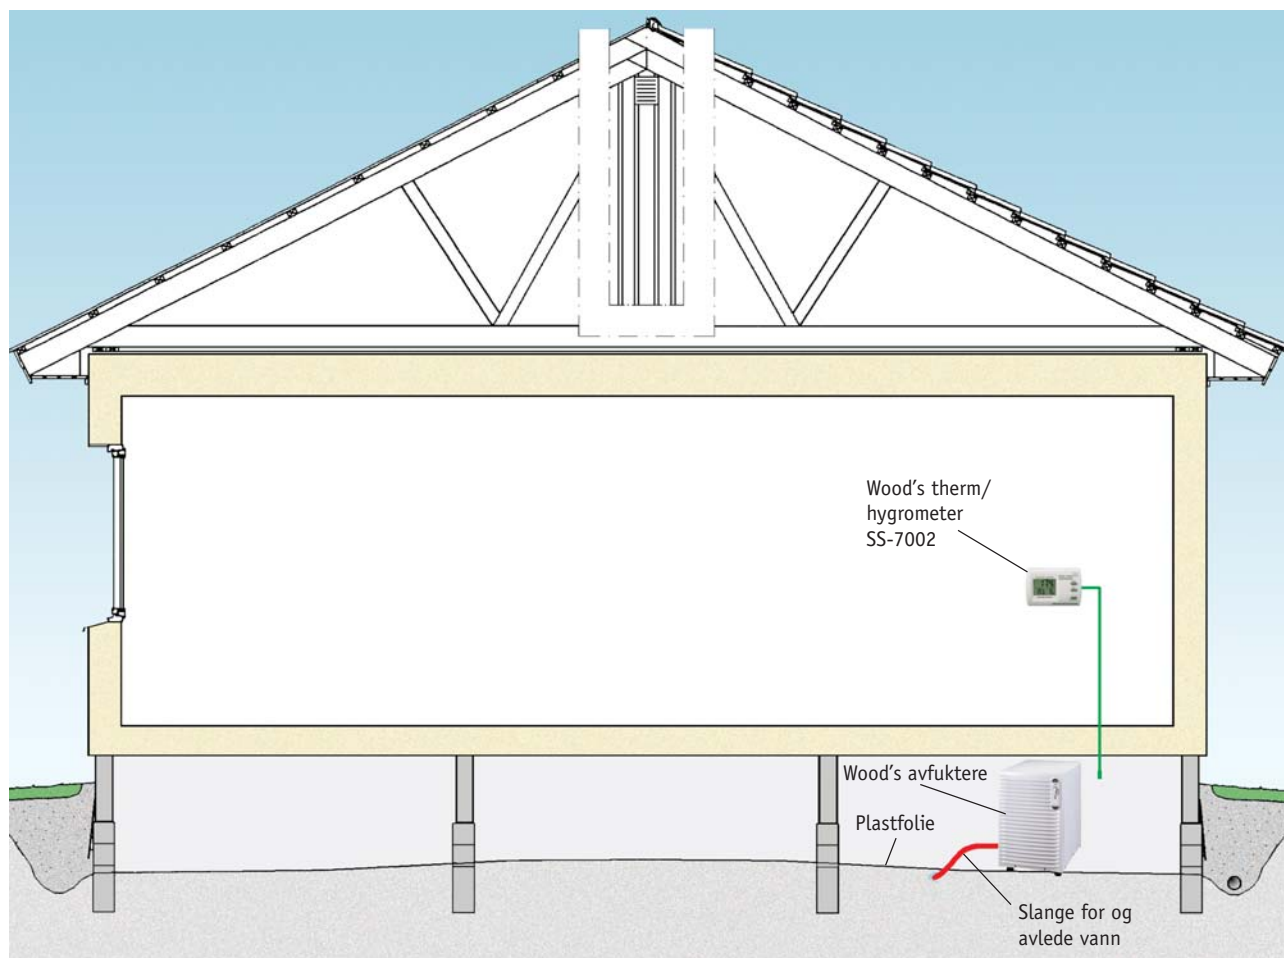 Wood's therm/
hygrometer
SS-7002
Wood's avfuktere
Plastfolie
Slange for og
avlede vann